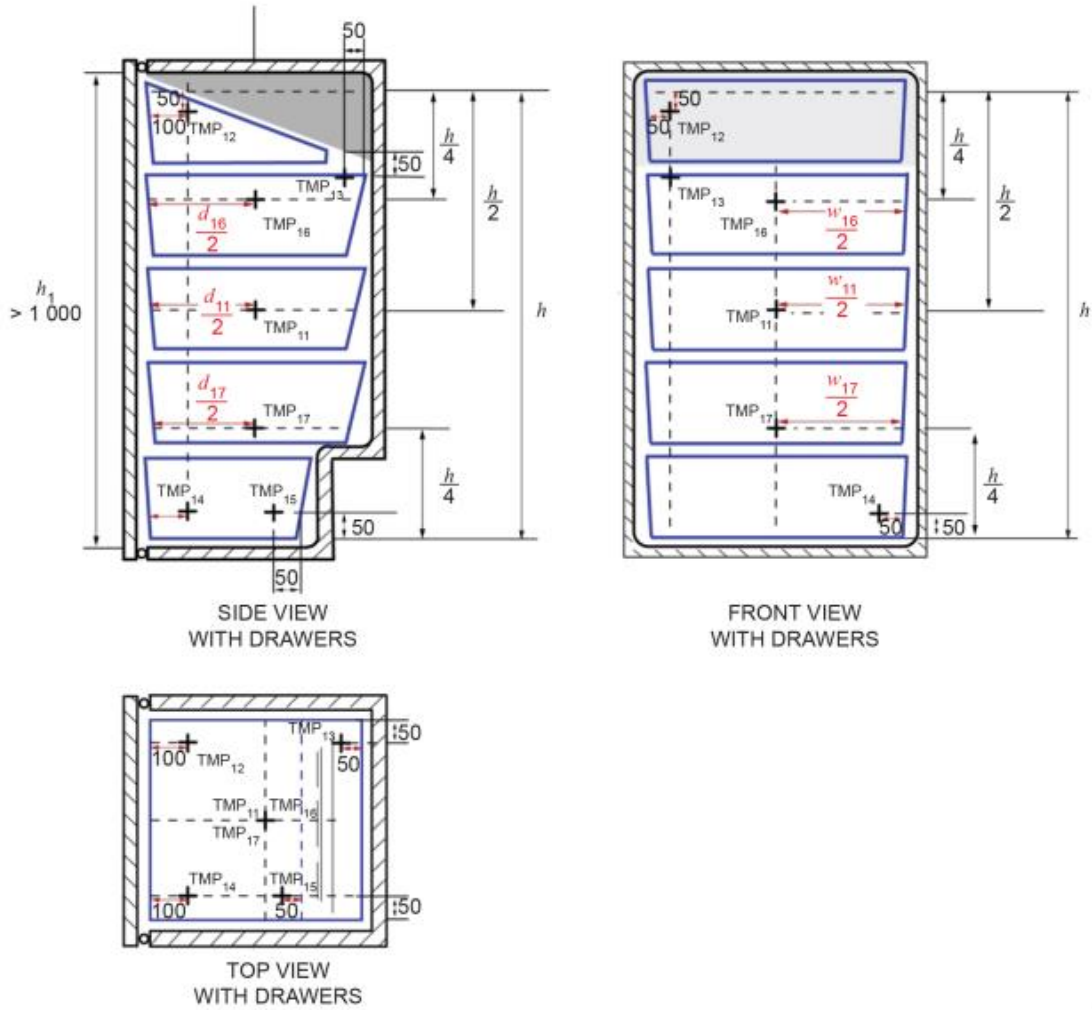 50
50
100
TMP12
50
TMP13
h/4
h/2
h
d16/2
TMP16
h1
> 1 000
d11/2
TMP11
d17/2
TMP17
TMP14
TMP15
h/4
50
50
SIDE VIEW
WITH DRAWERS
50
50
TMP12
h/4
h/2
h
TMP13
TMP16
w16/2
TMP11
w11/2
TMP17
w17/2
TMP14
h/4
50
50
FRONT VIEW
WITH DRAWERS
TMP13
50
100
TMP12
50
TMP11
TMP16
TMP17
TMP14
TMP15
100
50
50
TOP VIEW
WITH DRAWERS